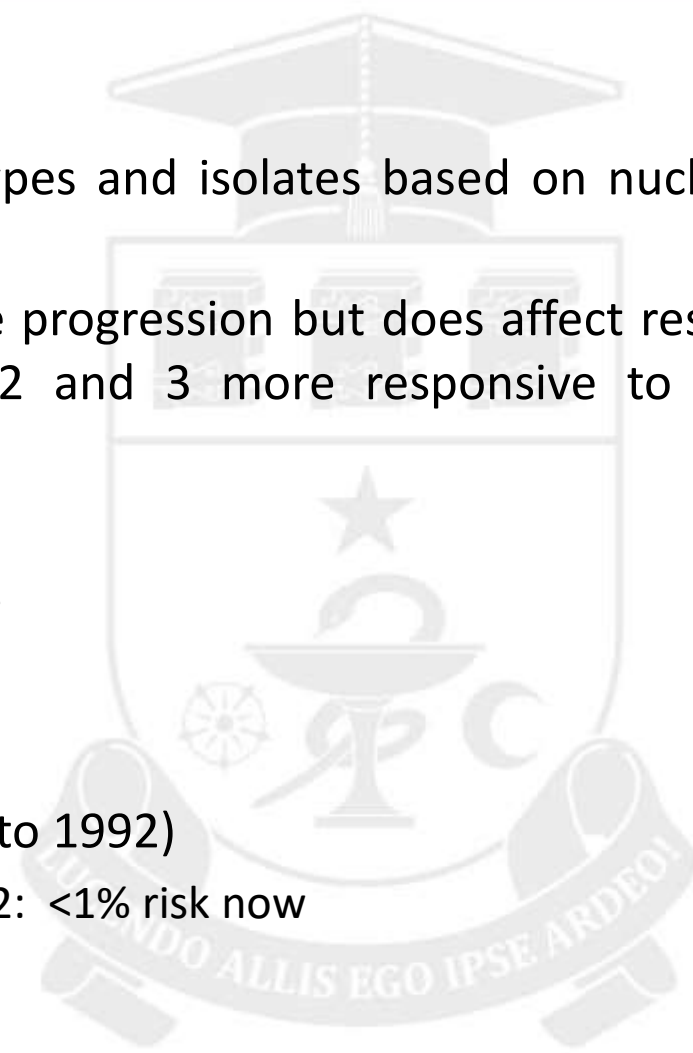 pes and isolates based on nucl
e progression but does affect res
2 and 3 more responsive to
to 1992)
2: <1% risk now
LUCENDO ALLIS EGO IPSE ARDEO!